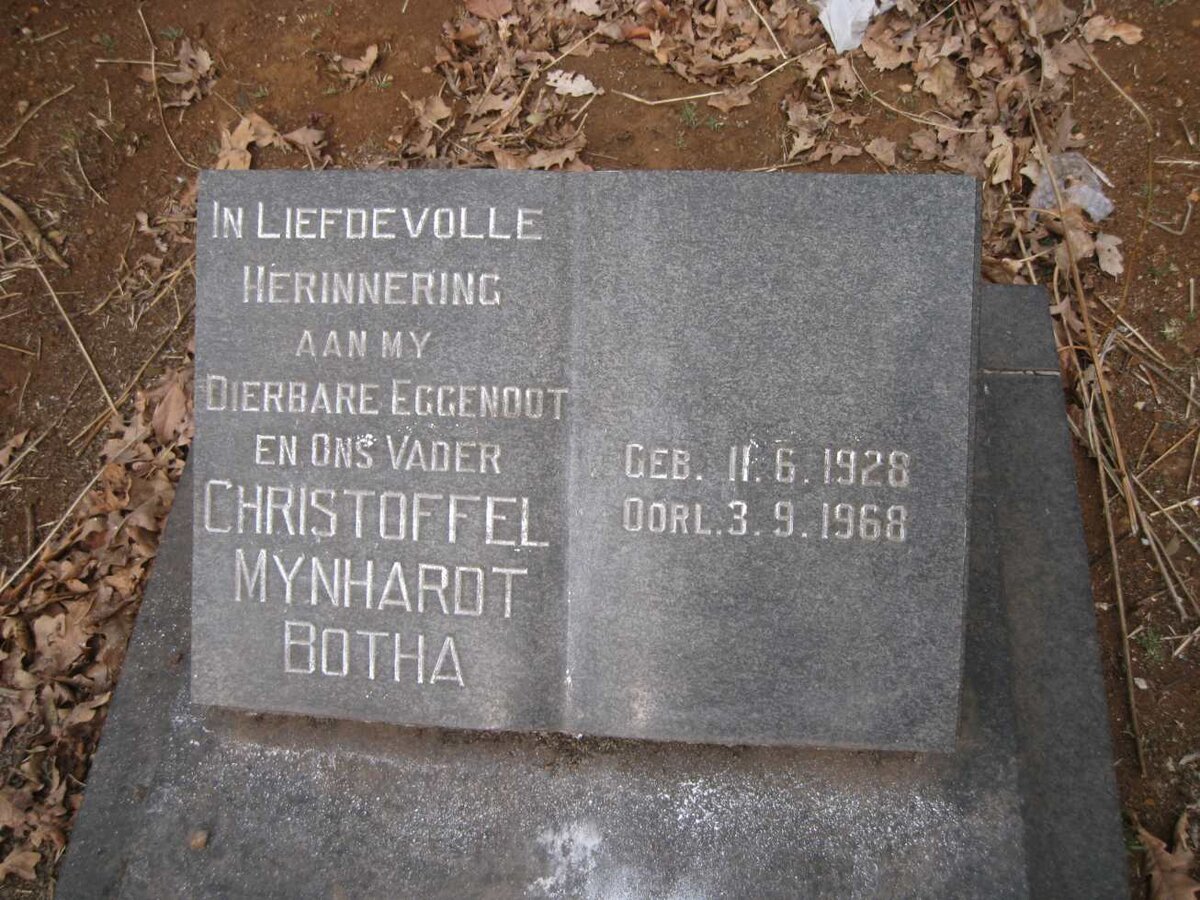 IN LIEFDEVOLLE
HERINNERING
AAN MY
DIERBARE EGGENOOT
EN ONS VADER
CHRISTOFFEL
MYNHARDT
BOTHA
GEB. 11.6.1928
OORL.3.9.1968